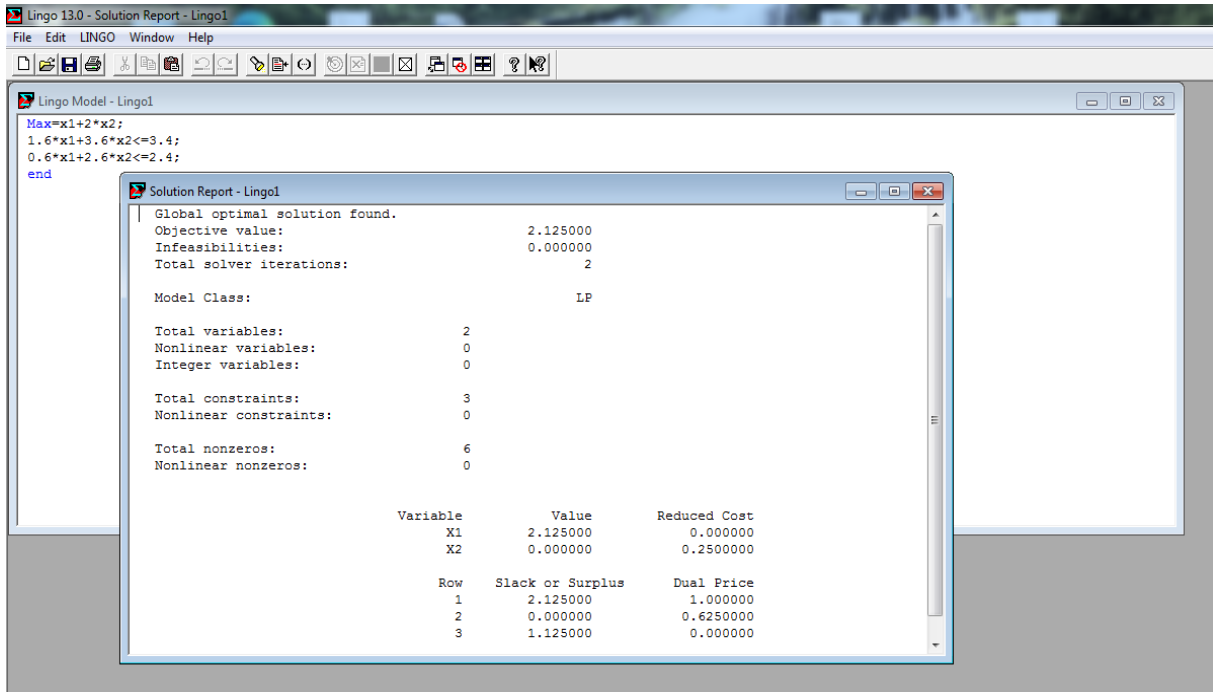 Lingo 13.0 - Solution Report - Lingo1
File Edit LINGO Window Help
Lingo Model - Lingo1
Max=x1+2*x2;
1.6*x1+3.6*x2<=3.4;
0.6*x1+2.6*x2<=2.4;
end
Solution Report - Lingo1
Global optimal solution found.
Objective value: 2.125000
Infeasibilities: 0.000000
Total solver iterations: 2
Model Class: LP
Total variables: 2
Nonlinear variables: 0
Integer variables: 0
Total constraints: 3
Nonlinear constraints: 0
Total nonzeros: 6
Nonlinear nonzeros: 0
Variable Value Reduced Cost
X1 2.125000 0.000000
X2 0.000000 0.2500000
Row Slack or Surplus Dual Price
1 2.125000 1.000000
2 0.000000 0.6250000
3 1.125000 0.000000